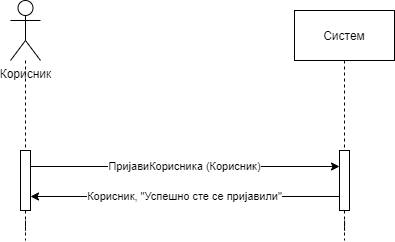 Корисник
Систем
ПријавиКорисника (Корисник)
Корисник, "Успешно сте се пријавили"